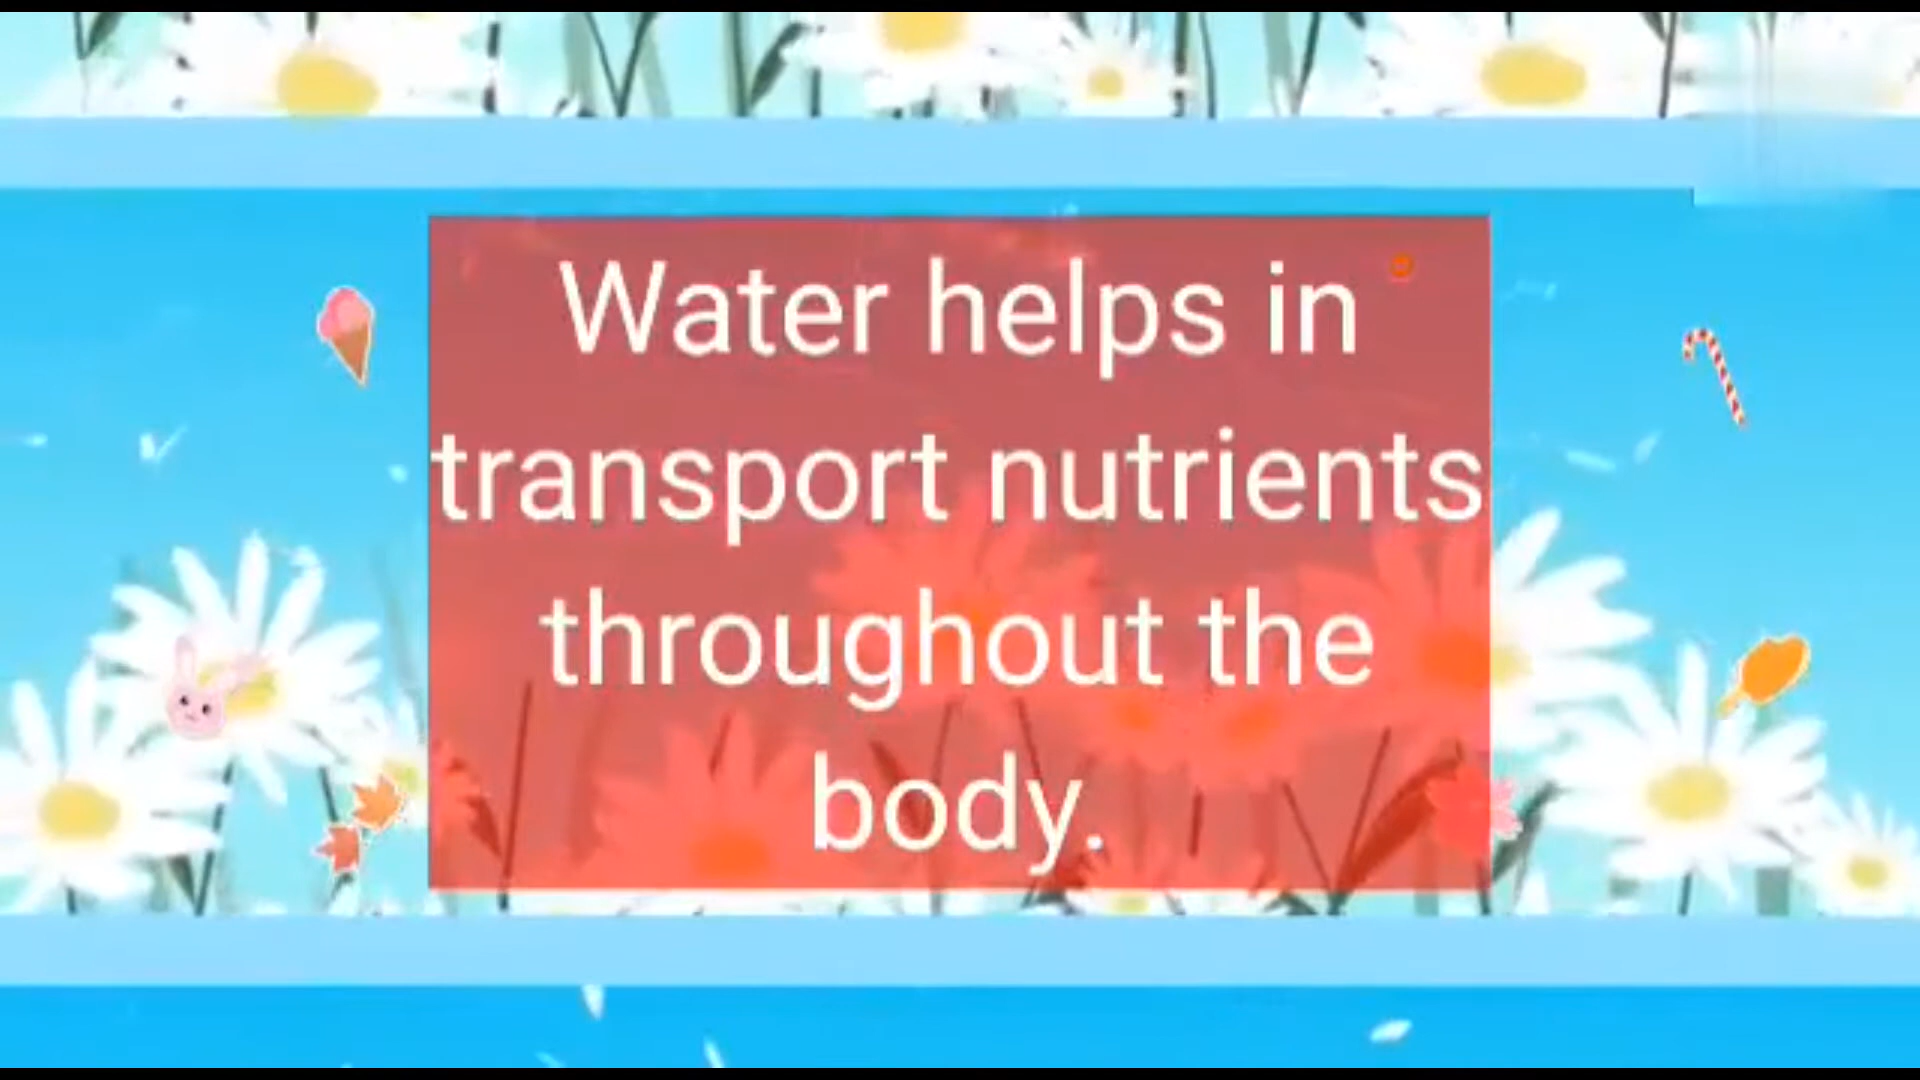 Water helps in
transport nutrients
throughout the
body.